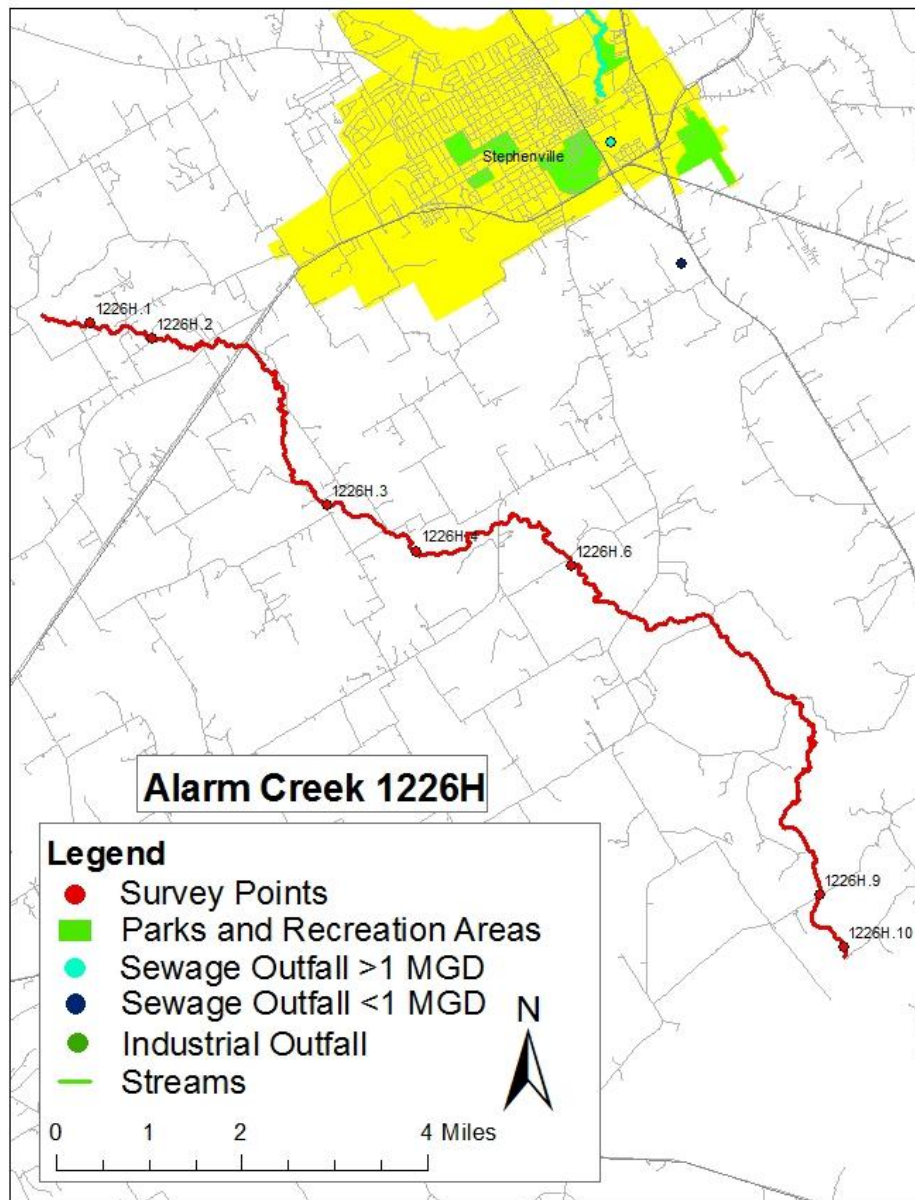 Stephenville
1226H.1
1226H.2
1226H.3
1226H.4
1226H.6
1226H.9
1226H.10
Alarm Creek 1226H
Legend
Survey Points
Parks and Recreation Areas
Sewage Outfall >1 MGD
Sewage Outfall <1 MGD
Industrial Outfall
Streams
N
0 1 2 4 Miles